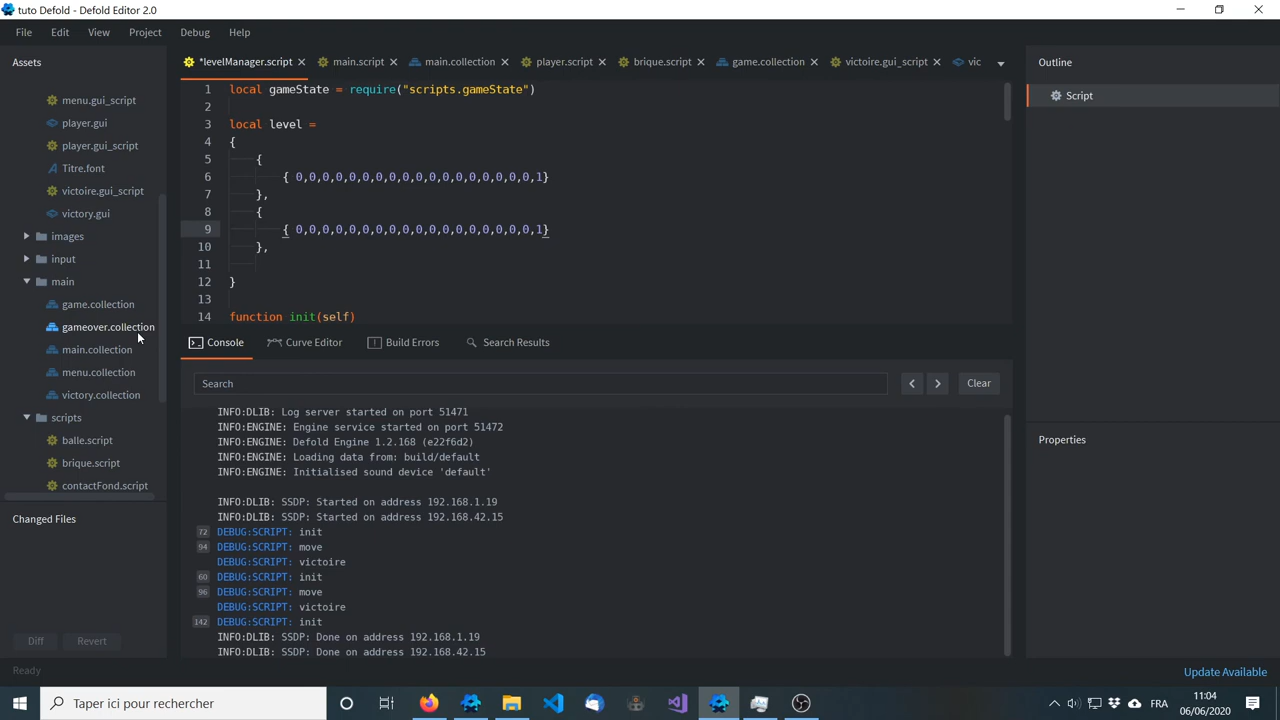 tuto Defold - Defold Editor 2.0
File Edit View Project Debug Help
Assets
menu.gui_script
player.gui
player.gui_script
Titre.font
victoire.gui_script
victory.gui
images
input
main
game.collection
gameover.collection
main.collection
menu.collection
victory.collection
scripts
balle.script
brique.script
contactFond.script
Changed Files
Diff Revert
Ready
*levelManager.script main.script main.collection player.script brique.script game.collection victoire.gui_script vic
1 local gameState = require("scripts.gameState")
2
3 local level =
4 {
5 {
6 { 0,0,0,0,0,0,0,0,0,0,0,0,0,0,0,0,0,0,1}
7 },
8 {
9 { 0,0,0,0,0,0,0,0,0,0,0,0,0,0,0,0,0,0,1}
10 },
11
12 }
13
14 function init(self)
Console Curve Editor Build Errors Search Results
Search
Clear
INFO:DLIB: Log server started on port 51471
INFO:ENGINE: Engine service started on port 51472
INFO:ENGINE: Defold Engine 1.2.168 (e22f6d2)
INFO:ENGINE: Loading data from: build/default
INFO:ENGINE: Initialised sound device 'default'
INFO:DLIB: SSDP: Started on address 192.168.1.19
INFO:DLIB: SSDP: Started on address 192.168.42.15
72 DEBUG:SCRIPT: init
94 DEBUG:SCRIPT: move
DEBUG:SCRIPT: victoire
60 DEBUG:SCRIPT: init
96 DEBUG:SCRIPT: move
DEBUG:SCRIPT: victoire
142 DEBUG:SCRIPT: init
INFO:DLIB: SSDP: Done on address 192.168.1.19
INFO:DLIB: SSDP: Done on address 192.168.42.15
Outline
Script
Properties
Update Available
Taper ici pour rechercher
FRA
11:04
06/06/2020